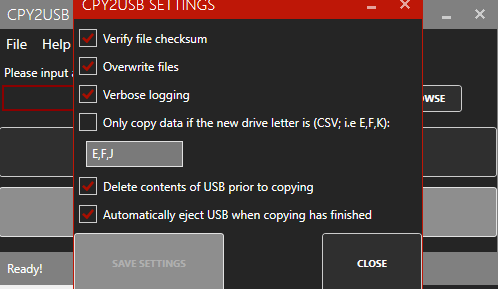 CPY2USB
CPY2USB SETTINGS
File Help
Please input
Verify file checksum
Overwrite files
Verbose logging
Only copy data if the new drive letter is (CSV; i.e E,F,K):
E,F,J
Delete contents of USB prior to copying
Automatically eject USB when copying has finished
SAVE SETTINGS
CLOSE
Ready!